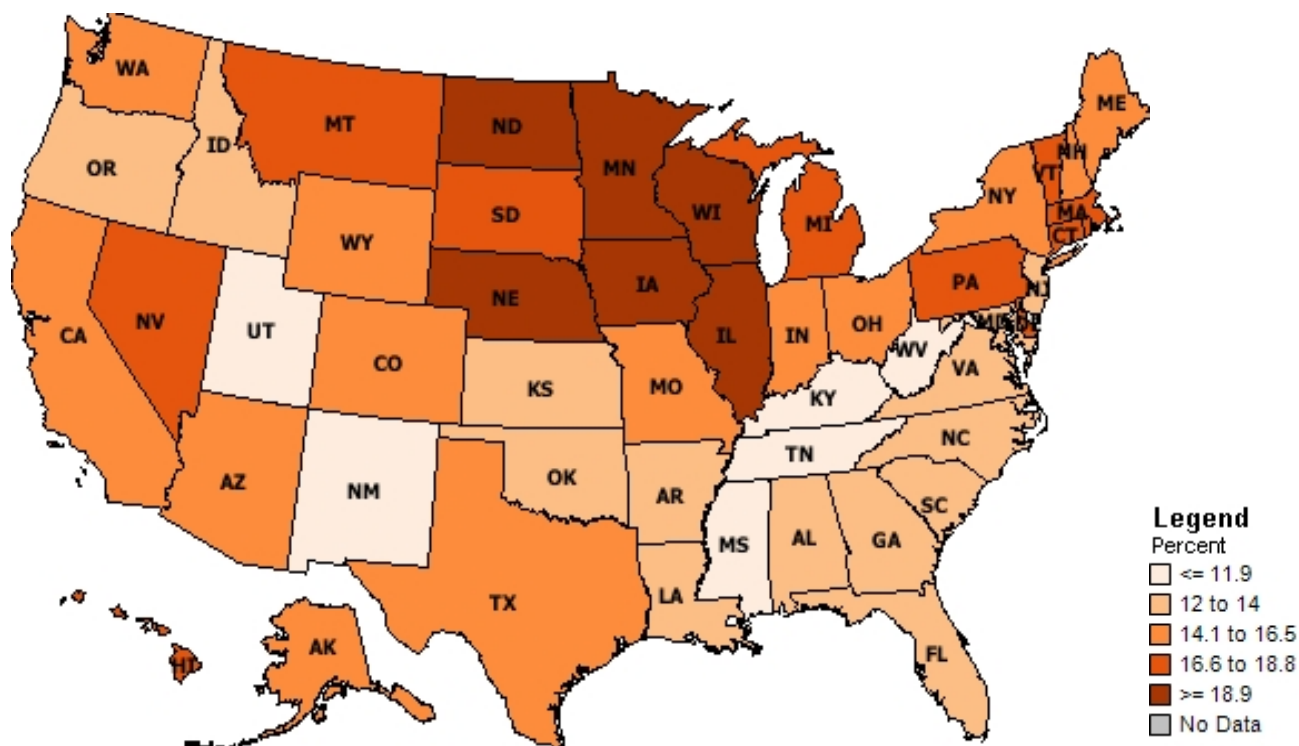 WA
MT
ND
MN
ME
OR
ID
SD
WI
MI
NY
VT
NH
MA
CT
WY
NE
IA
PA
NJ
NV
UT
CO
KS
MO
IL
IN
OH
WV
MD
DE
VA
CA
KY
AZ
NM
OK
AR
TN
NC
SC
MS
AL
GA
TX
LA
FL
AK
HI
Legend
Percent
<= 11.9
12 to 14
14.1 to 16.5
16.6 to 18.8
>= 18.9
No Data